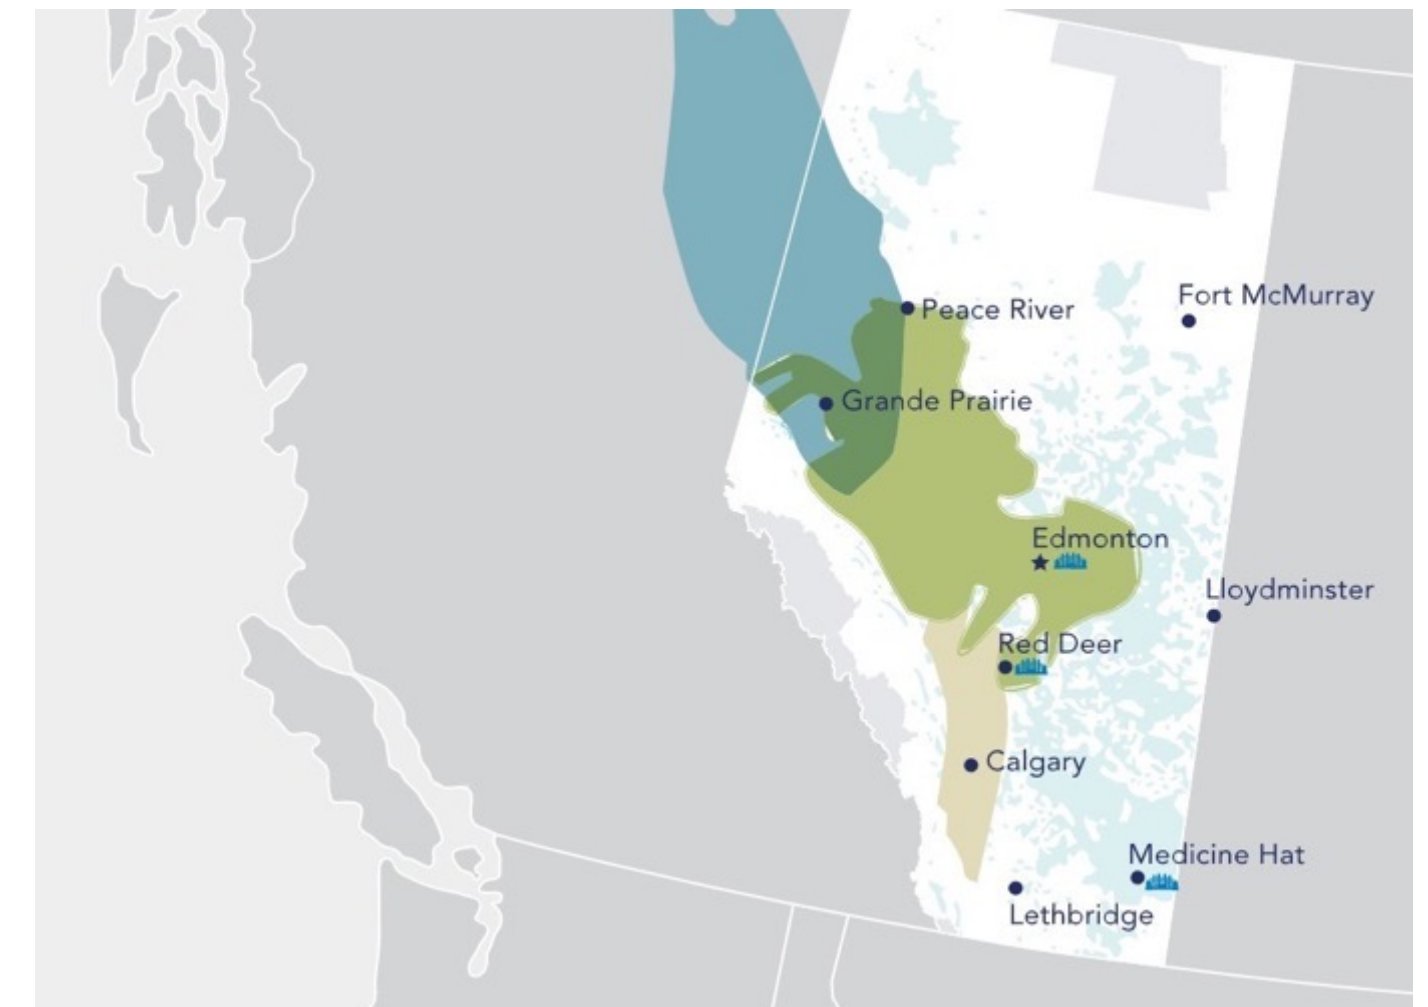 Fort McMurray
Peace River
Grande Prairie
Edmonton
Lloydminster
Red Deer
Calgary
Medicine Hat
Lethbridge